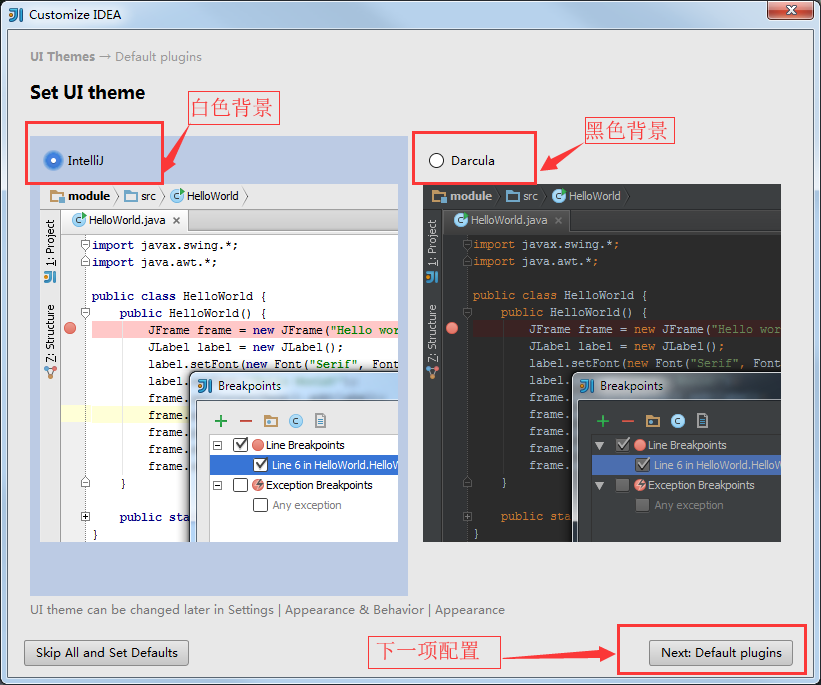 Customize IDEA
UI Themes → Default plugins
Set UI theme
白色背景
黑色背景
IntelliJ
Darcula
module
src
HelloWorld
HelloWorld.java
1: Project
Z: Structure
import javax.swing.*;
import java.awt.*;
public class HelloWorld {
public HelloWorld() {
JFrame frame = new JFrame("Hello wor
JLabel label = new JLabel();
label.setFont(new Font("Serif", Font
label.
frame.
frame.
frame.
frame.
frame.
}
public sta
}
Breakpoints
Line Breakpoints
Line 6 in HelloWorld.HelloW
Exception Breakpoints
Any exception
module
src
HelloWorld
HelloWorld.java
1: Project
Z: Structure
import javax.swing.*;
import java.awt.*;
public class HelloWorld {
public HelloWorld() {
JFrame frame = new JFrame("Hello wor
JLabel label = new JLabel();
label.setFont(new Font("Serif", Font
label.
frame.
frame.
frame.
frame.
frame.
}
public sta
}
Breakpoints
Line Breakpoints
Line 6 in HelloWorld.HelloW
Exception Breakpoints
Any exception
UI theme can be changed later in Settings | Appearance & Behavior | Appearance
Skip All and Set Defaults
下一项配置
Next: Default plugins